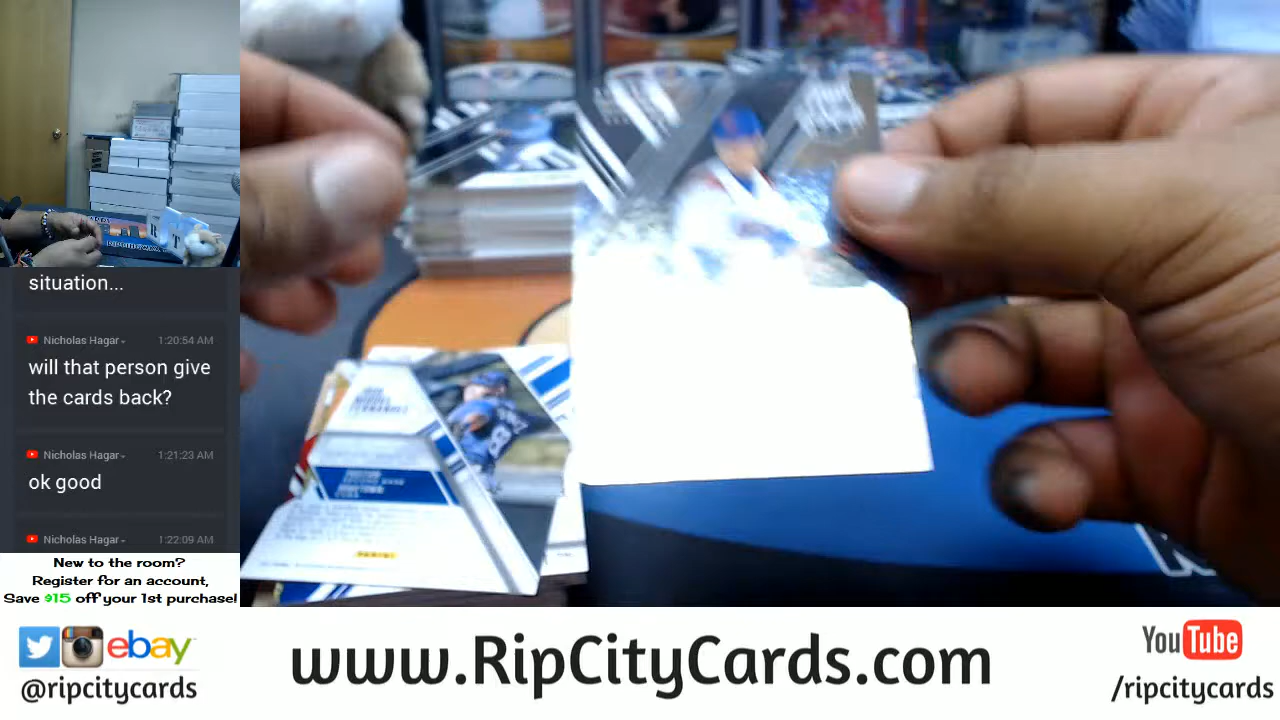 situation...
Nicholas Hagar
1:20:54 AM
will that person give
the cards back?
Nicholas Hagar
1:21:23 AM
ok good
Nicholas Hagar
1:22:09 AM
New to the room?
Register for an account,
Save $15 off your 1st purchase!
PANINI
ebay
@ripcitycards
www.RipCityCards.com
YouTube
/ripcitycards